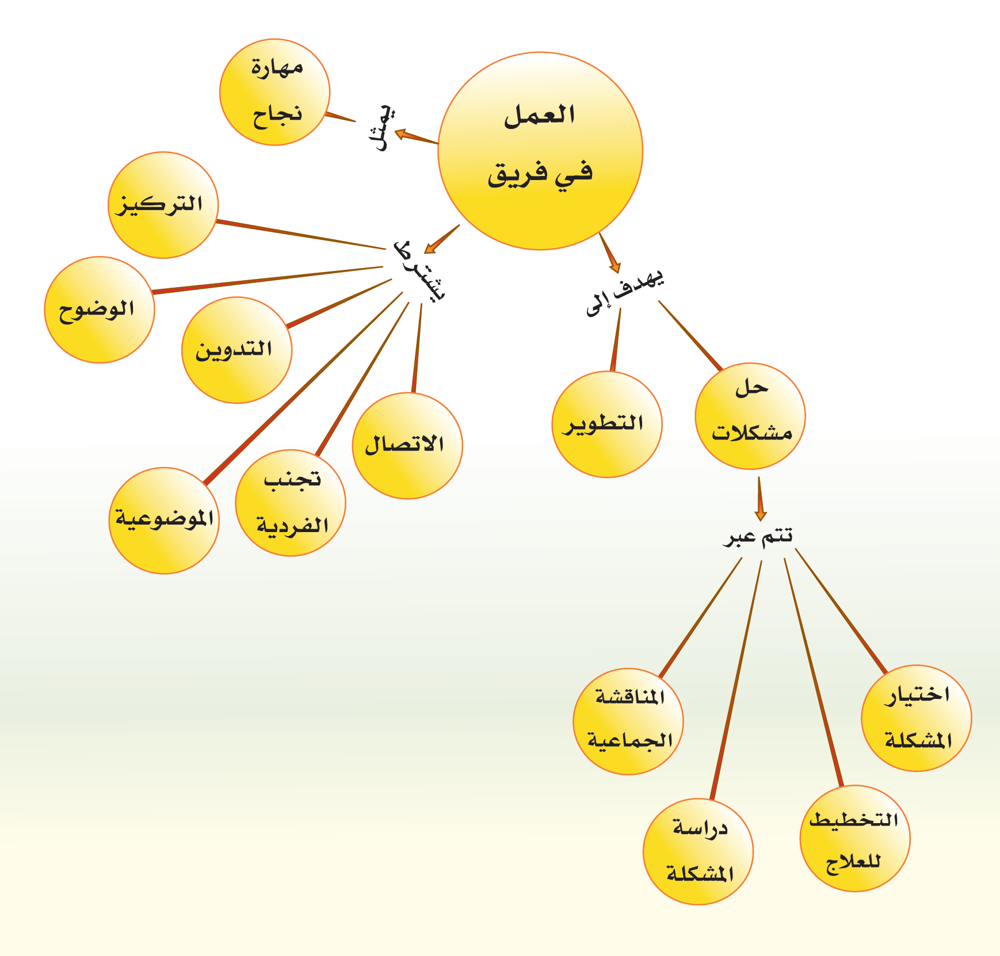 العمل
في فريق
يمثل
مهارة
نجاح
يشترط
التركيز
الوضوح
التدوين
الموضوعية
تجنب
الفردية
الاتصال
يهدف إلى
التطوير
حل
مشكلات
تتم عبر
اختيار
المشكلة
التخطيط
للعلاج
دراسة
المشكلة
المناقشة
الجماعية